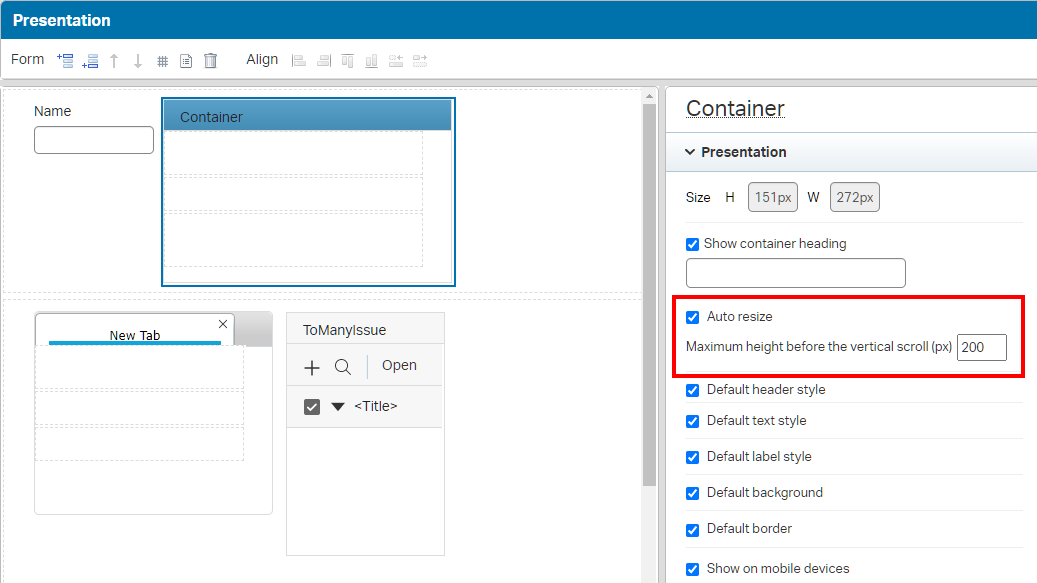 Presentation
Form
Align
Name
Container
New Tab
ToManyIssue
Open
<Title>
Container
Presentation
Size H 151px W 272px
Show container heading
Auto resize
Maximum height before the vertical scroll (px) 200
Default header style
Default text style
Default label style
Default background
Default border
Show on mobile devices